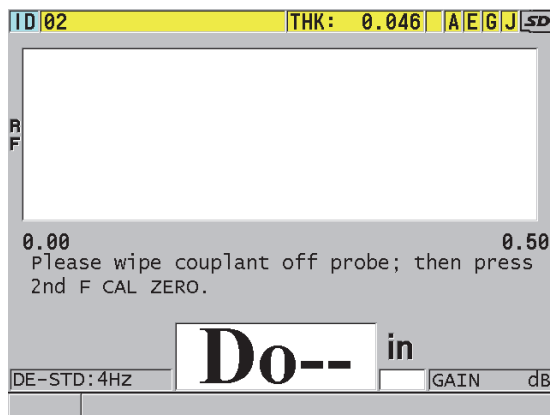 ID 02 THK: 0.046 A E G J SD
RF
0.00 0.50
Please wipe couplant off probe; then press
2nd F CAL ZERO.
Do-- in
DE-STD:4Hz GAIN dB